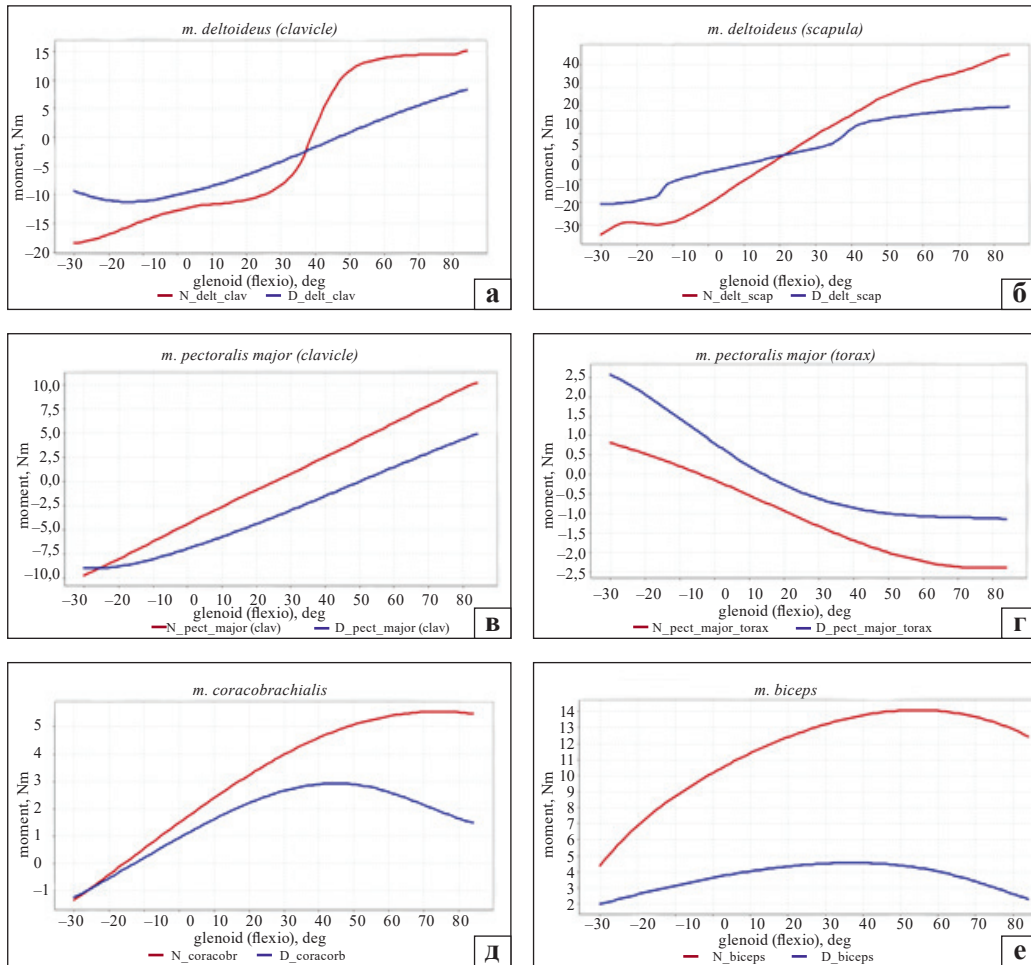 m. deltoideus (clavicle)
moment, Nm
15
10
5
0
–5
–10
–15
–20
–30 –20 –10 0 10 20 30 40 50 60 70 80
glenoid (flexio), deg
N_delt_clav D_delt_clav
а
m. deltoideus (scapula)
moment, Nm
40
30
20
10
5
0
–10
–20
–30
–30 –20 –10 0 10 20 30 40 50 60 70 80
glenoid (flexio), deg
N_delt_scap D_delt_scap
б
m. pectoralis major (clavicle)
moment, Nm
10,0
7,5
5,0
2,5
0,0
–2,5
–5,0
–7,5
–10,0
–30 –20 –10 0 10 20 30 40 50 60 70 80
glenoid (flexio), deg
N_pect_major (clav) D_pect_major (clav)
в
m. pectoralis major (torax)
moment, Nm
2,5
2,0
1,5
1,0
0,5
0,0
–0,5
–1,0
–1,5
–2,0
–2,5
–30 –20 –10 0 10 20 30 40 50 60 70 80
glenoid (flexio), deg
N_pect_major_torax D_pect_major_torax
г
m. coracobrachialis
moment, Nm
5
4
3
2
1
0
–1
–30 –20 –10 0 10 20 30 40 50 60 70 80
glenoid (flexio), deg
N_coracobr D_coracorb
д
m. biceps
moment, Nm
14
13
12
11
10
9
8
7
6
5
4
3
2
–30 –20 –10 0 10 20 30 40 50 60 70 80
glenoid (flexio), deg
N_biceps D_biceps
е